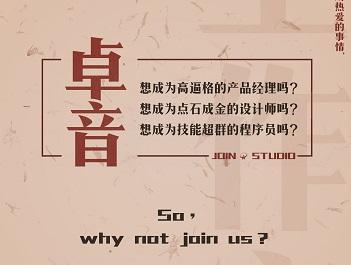 热爱的事情,
卓音
想成为高逼格的产品经理吗?
想成为点石成金的设计师吗?
想成为技能超群的程序员吗?
JOIN STUDIO
So,
why not join us?